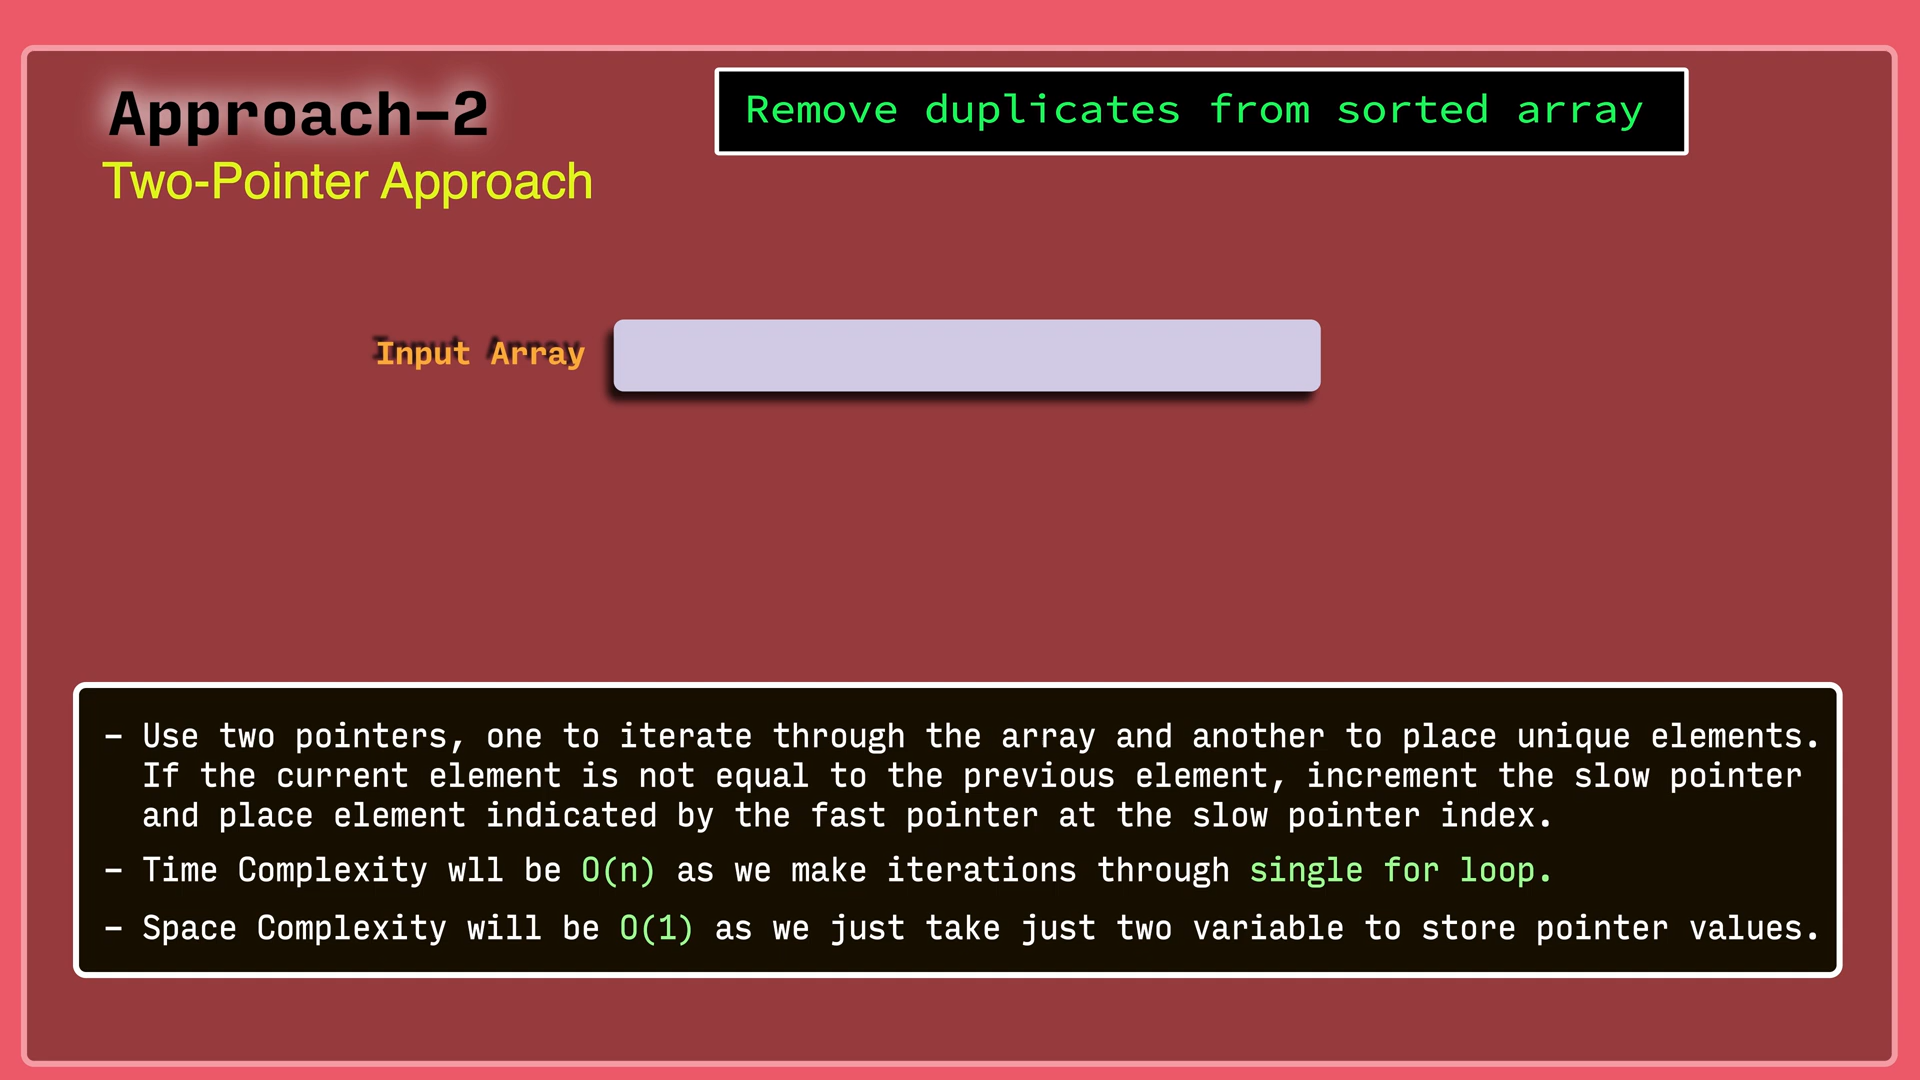 Approach-2
Remove duplicates from sorted array
Two-Pointer Approach
Input Array
- Use two pointers, one to iterate through the array and another to place unique elements.
If the current element is not equal to the previous element, increment the slow pointer
and place element indicated by the fast pointer at the slow pointer index.
- Time Complexity wll be O(n) as we make iterations through single for loop.
- Space Complexity will be O(1) as we just take just two variable to store pointer values.